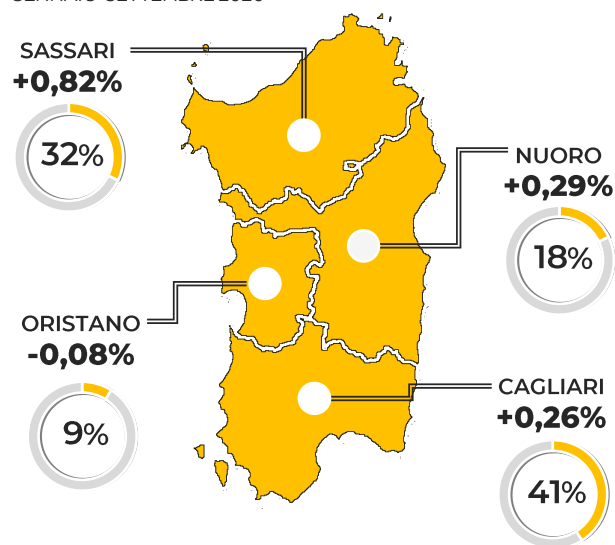 SASSARI
+0,82%
32%
NUORO
+0,29%
18%
ORISTANO
-0,08%
9%
CAGLIARI
+0,26%
41%